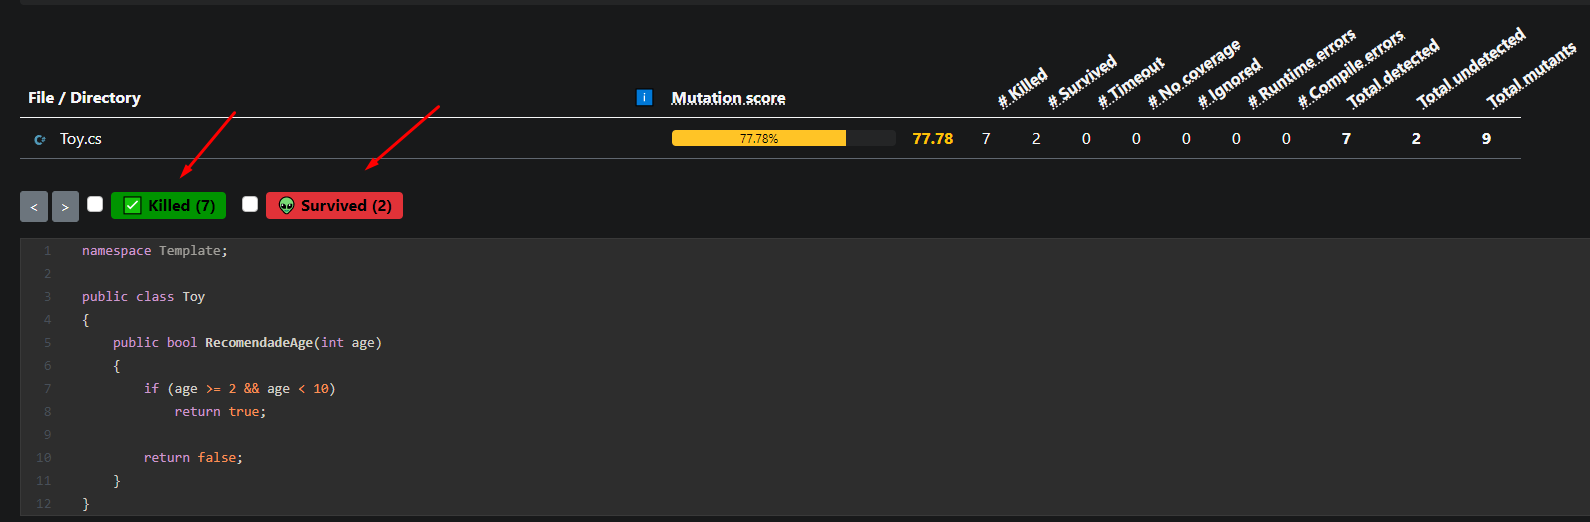 File / Directory
i
Mutation score
# Killed
# Survived
# Timeout
# No coverage
# Ignored
# Runtime errors
# Compile errors
Total detected
Total undetected
Total mutants
C# Toy.cs 77.78% 77.78 7 2 0 0 0 0 0 7 2 9
< > Killed (7) Survived (2)
1 namespace Template;
2
3 public class Toy
4 {
5 public bool RecomendadeAge(int age)
6 {
7 if (age >= 2 && age < 10)
8 return true;
9
10 return false;
11 }
12 }